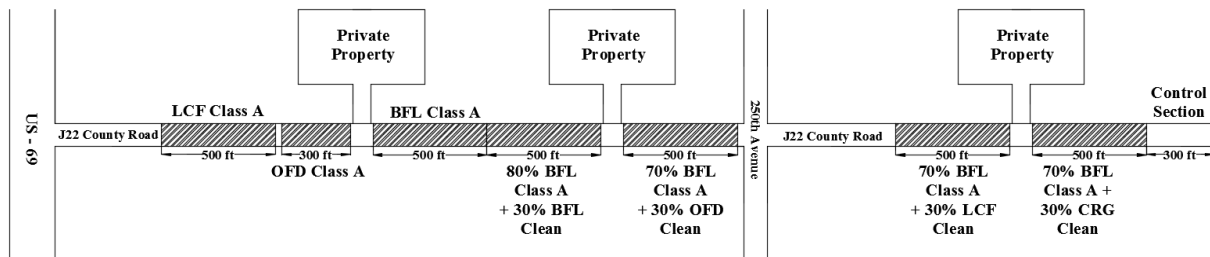 Private
Property
Private
Property
Private
Property
Control
Section
US - 69
LCF Class A
BFL Class A
J22 County Road
250th Avenue
J22 County Road
500 ft
300 ft
500 ft
500 ft
500 ft
500 ft
500 ft
300 ft
OFD Class A
80% BFL
Class A
+ 30% BFL
Clean
70% BFL
Class A
+ 30% OFD
Clean
70% BFL
Class A
+ 30% LCF
Clean
70% BFL
Class A +
30% CRG
Clean